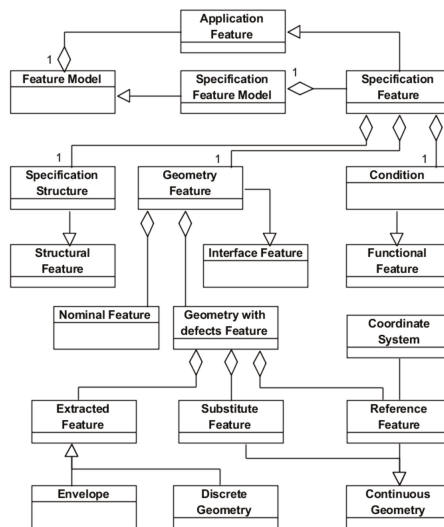 Application
Feature
1
1
Feature Model
Specification
Feature Model
Specification
Feature
1
1
1
Specification
Structure
Geometry
Feature
Condition
Structural
Feature
Interface Feature
Functional
Feature
Nominal Feature
Geometry with
defects Feature
Coordinate
System
Extracted
Feature
Substitute
Feature
Reference
Feature
Envelope
Discrete
Geometry
Continuous
Geometry